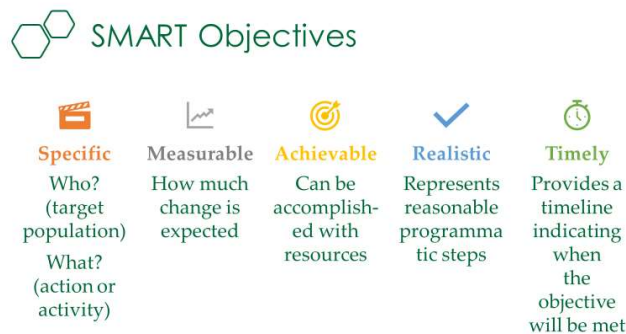 SMART Objectives
Specific
Who?
(target
population)
What?
(action or
activity)
Measurable
How much
change is
expected
Achievable
Can be
accomplish-
ed with
resources
Realistic
Represents
reasonable
programma
tic steps
Timely
Provides a
timeline
indicating
when
the
objective
will be met